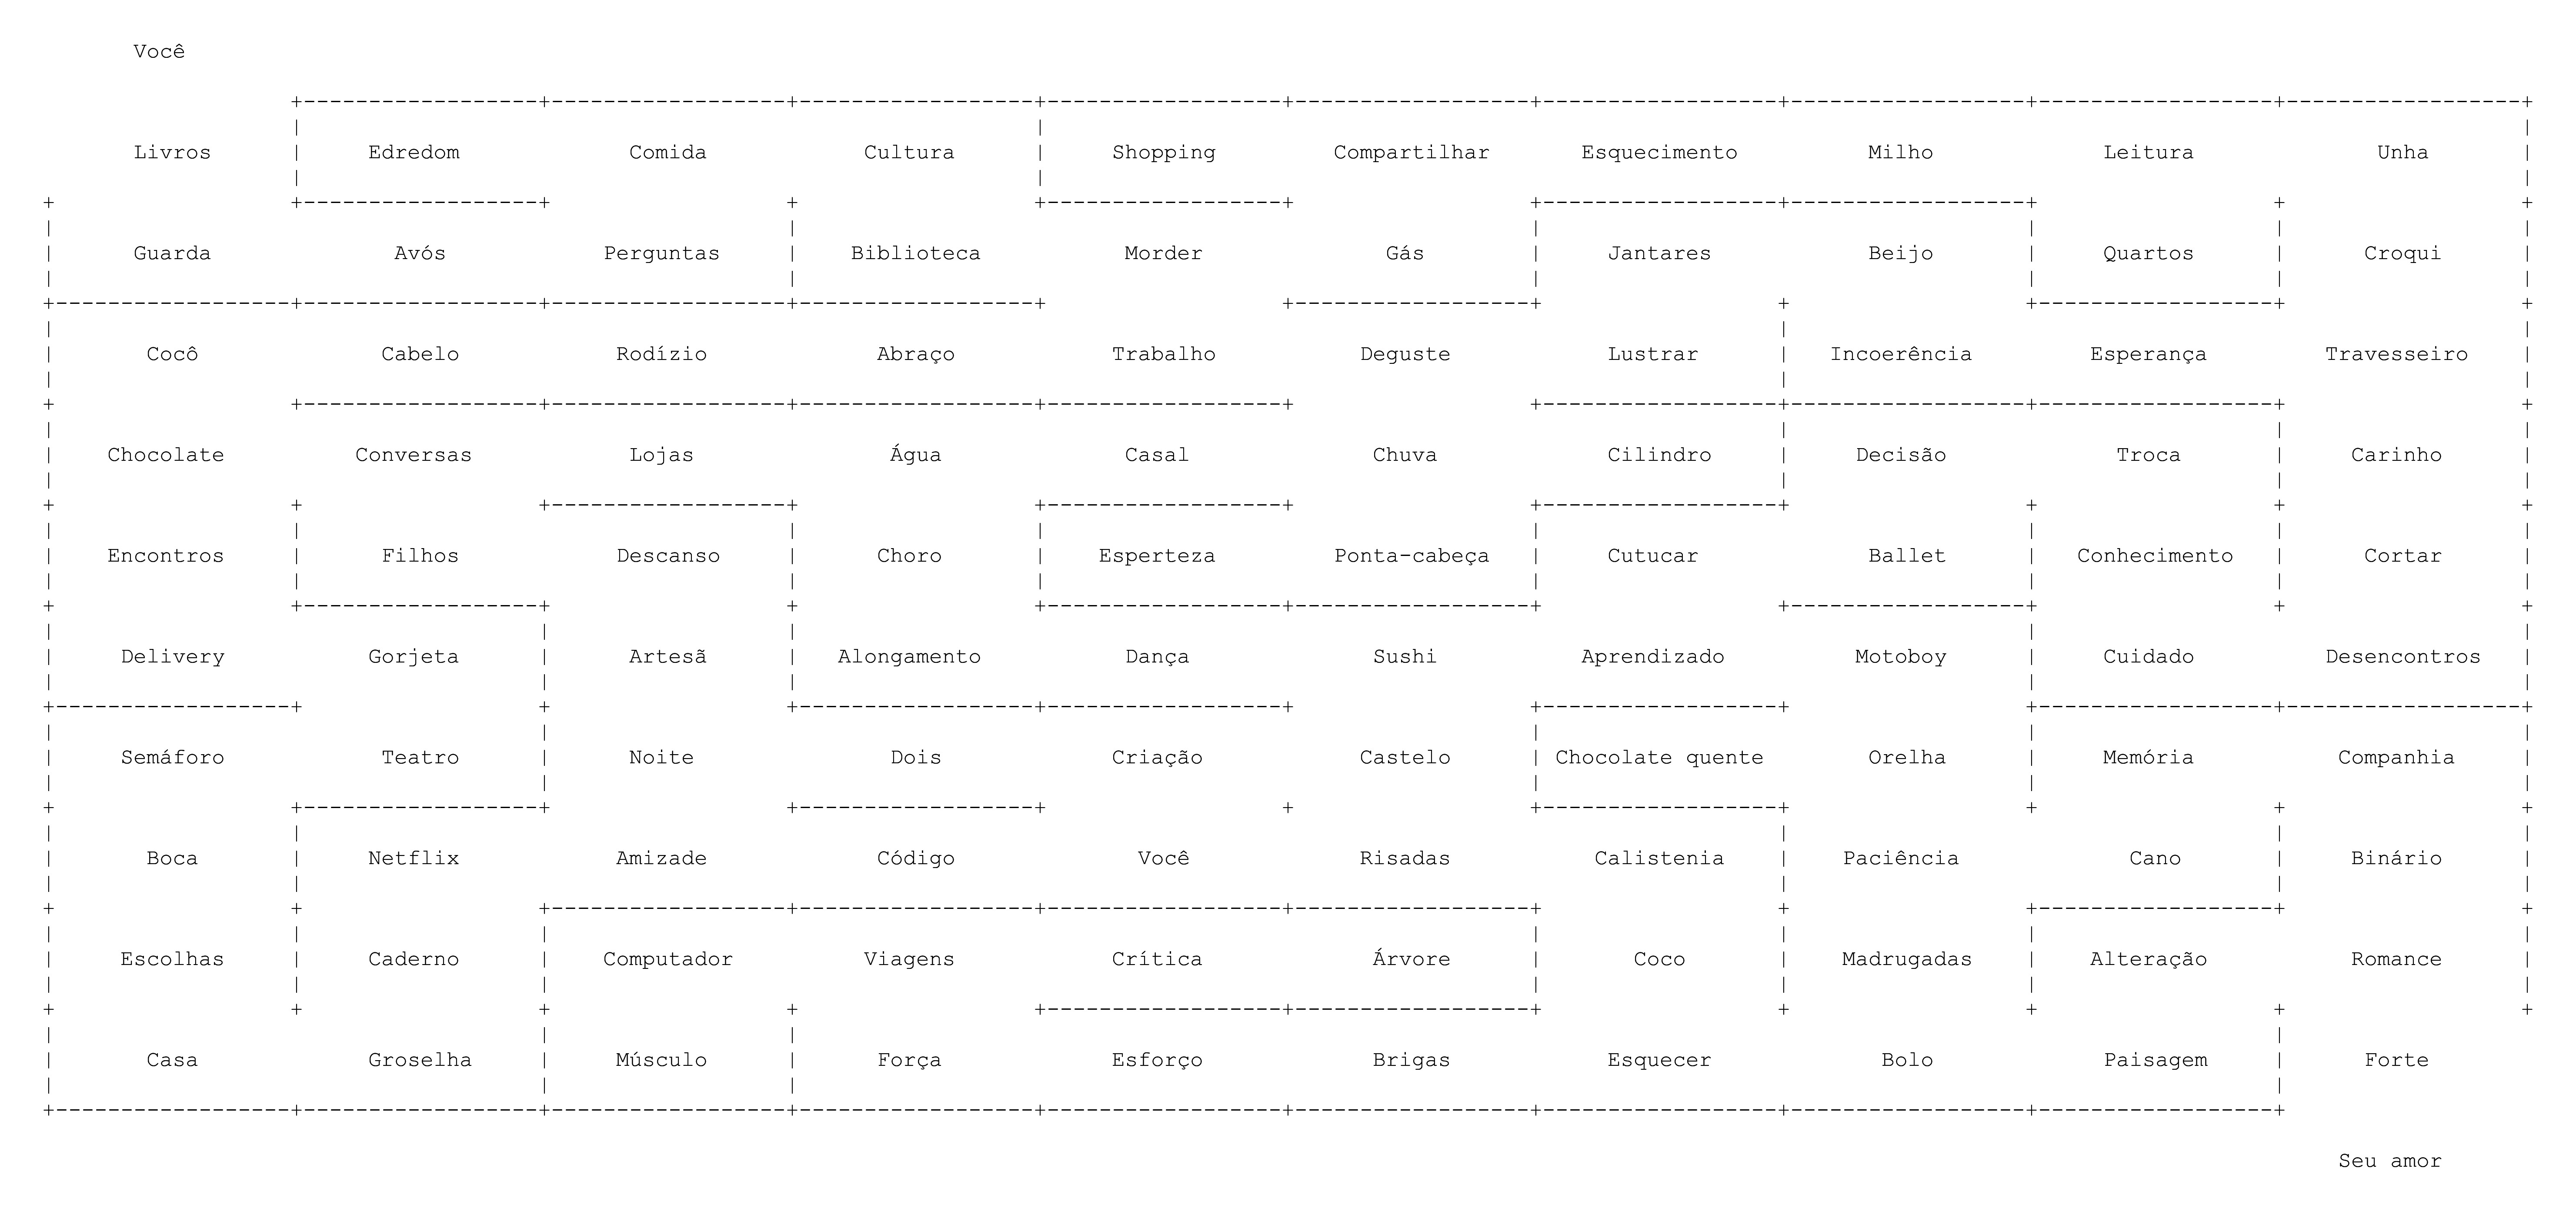 Você
Livros Edredom Comida Cultura Shopping Compartilhar Esquecimento Milho Leitura Unha
Guarda Avós Perguntas Biblioteca Morder Gás Jantares Beijo Quartos Croqui
Cocô Cabelo Rodízio Abraço Trabalho Deguste Lustrar Incoerência Esperança Travesseiro
Chocolate Conversas Lojas Água Casal Chuva Cilindro Decisão Troca Carinho
Encontros Filhos Descanso Choro Esperteza Ponta-cabeça Cutucar Ballet Conhecimento Cortar
Delivery Gorjeta Artesã Alongamento Dança Sushi Aprendizado Motoboy Cuidado Desencontros
Semáforo Teatro Noite Dois Criação Castelo Chocolate quente Orelha Memória Companhia
Boca Netflix Amizade Código Você Risadas Calistenia Paciência Cano Binário
Escolhas Caderno Computador Viagens Crítica Árvore Coco Madrugadas Alteração Romance
Casa Groselha Músculo Força Esforço Brigas Esquecer Bolo Paisagem Forte
Seu amor